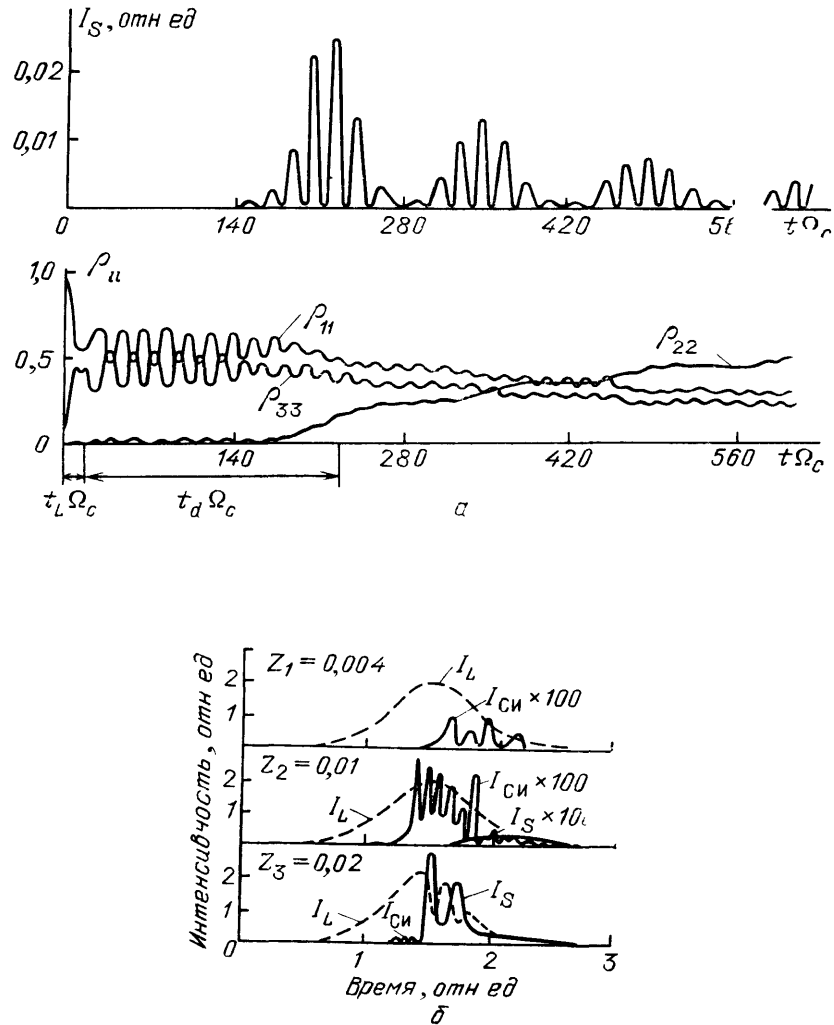 I_S, отн ед
0,02
0,01
0 140 280 420 56 tΩ_c
1,0 ρ_ii
ρ_11
ρ_22
0,5
ρ_33
0 140 280 420 560 tΩ_c
t_L Ω_c t_d Ω_c а
Z_1 = 0,004 I_L
2 I_СИ × 100
1
Z_2 = 0,01
2 I_СИ × 100
1 I_L I_S × 10
Z_3 = 0,02
2 I_S
1 I_L I_СИ
0
1 2 3
Интенсивность, отн ед
Время, отн ед
б